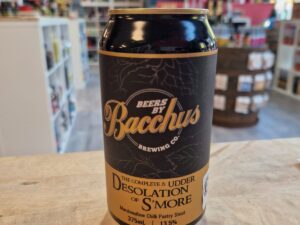 BEERS
BY
Bacchus
BREWING CO.
THE COMPLETE & UDDER
DESOLATION
OF S'MORE
Marshmallow Chilli Pastry Stout
375mL | 13.5%